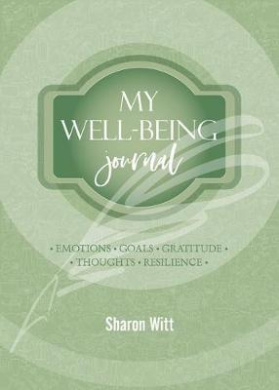 MY
WELL-BEING
journal
• EMOTIONS • GOALS • GRATITUDE •
• THOUGHTS • RESILIENCE •
Sharon Witt